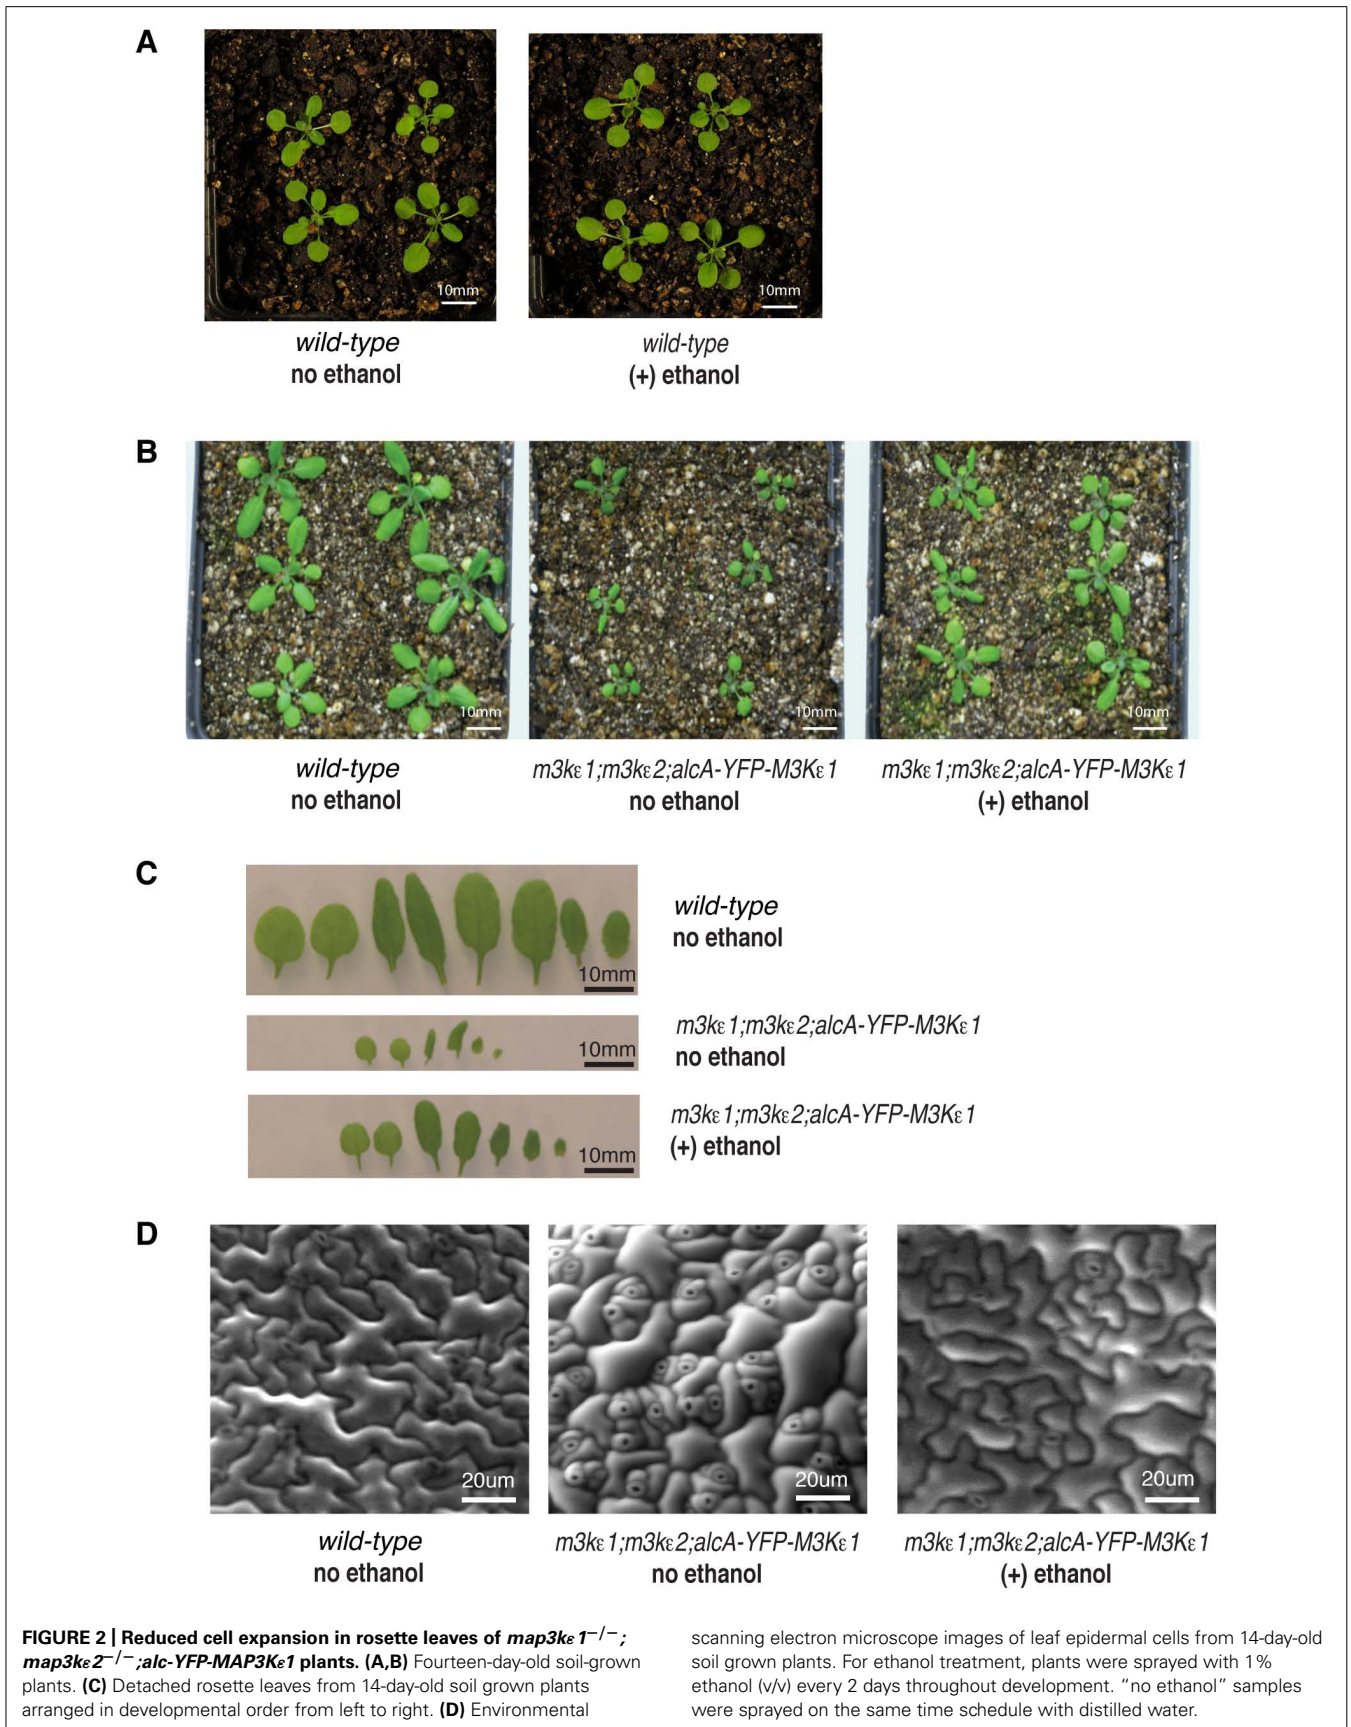 A
10mm
10mm
wild-type
no ethanol
wild-type
(+) ethanol
B
10mm
10mm
10mm
wild-type
no ethanol
m3kε1;m3kε2;alcA-YFP-M3Kε1
no ethanol
m3kε1;m3kε2;alcA-YFP-M3Kε1
(+) ethanol
C
10mm
wild-type
no ethanol
10mm
m3kε1;m3kε2;alcA-YFP-M3Kε1
no ethanol
10mm
m3kε1;m3kε2;alcA-YFP-M3Kε1
(+) ethanol
D
20um
20um
20um
wild-type
no ethanol
m3kε1;m3kε2;alcA-YFP-M3Kε1
no ethanol
m3kε1;m3kε2;alcA-YFP-M3Kε1
(+) ethanol
FIGURE 2 | Reduced cell expansion in rosette leaves of map3kε1−/−;
map3kε2−/−;alc-YFP-MAP3Kε1 plants. (A,B) Fourteen-day-old soil-grown
plants. (C) Detached rosette leaves from 14-day-old soil grown plants
arranged in developmental order from left to right. (D) Environmental
scanning electron microscope images of leaf epidermal cells from 14-day-old
soil grown plants. For ethanol treatment, plants were sprayed with 1%
ethanol (v/v) every 2 days throughout development. "no ethanol" samples
were sprayed on the same time schedule with distilled water.